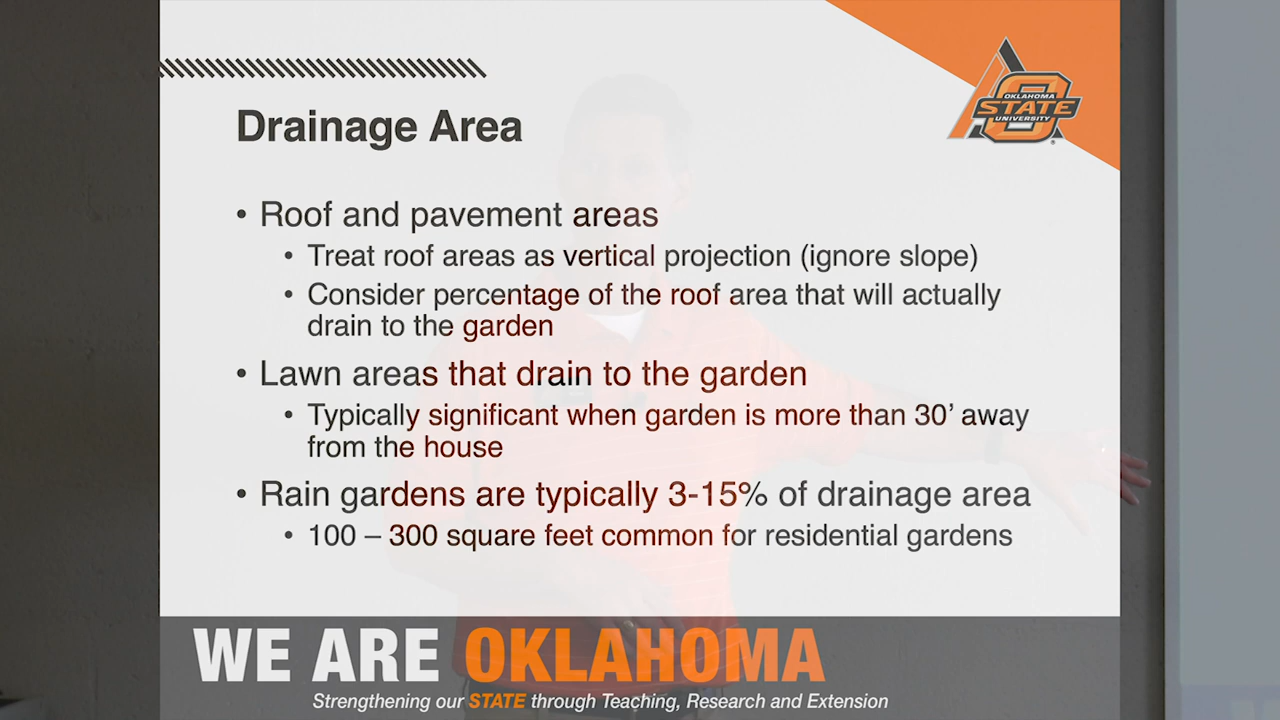 OKLAHOMA
STATE
UNIVERSITY
Drainage Area
• Roof and pavement areas
• Treat roof areas as vertical projection (ignore slope)
• Consider percentage of the roof area that will actually
drain to the garden
• Lawn areas that drain to the garden
• Typically significant when garden is more than 30’ away
from the house
• Rain gardens are typically 3-15% of drainage area
• 100 – 300 square feet common for residential gardens
WE ARE OKLAHOMA
Strengthening our STATE through Teaching, Research and Extension